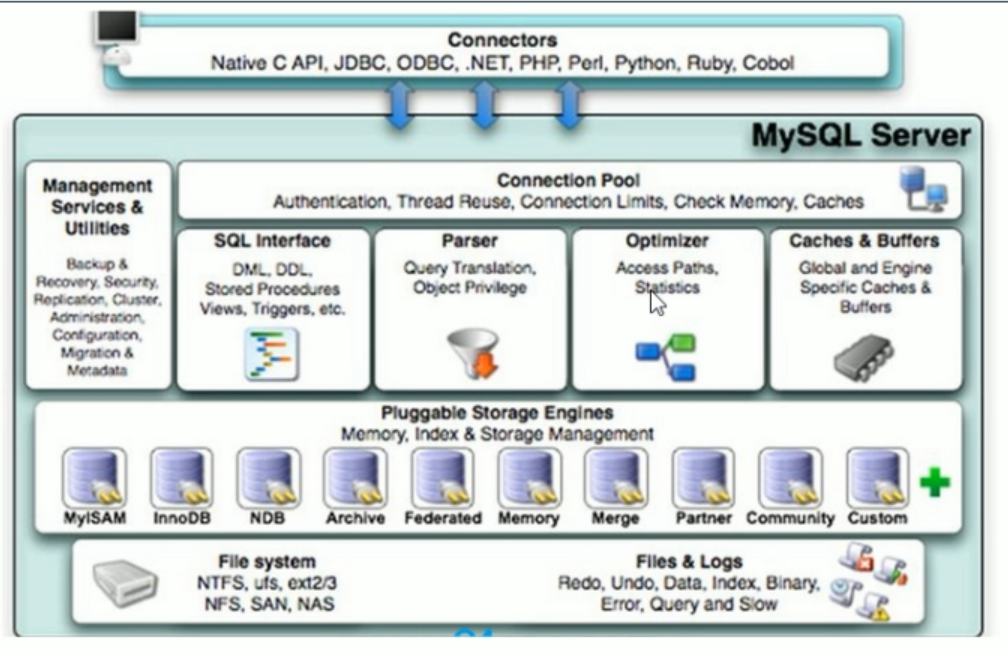 Connectors
Native C API, JDBC, ODBC, .NET, PHP, Perl, Python, Ruby, Cobol
MySQL Server
Management
Services &
Utilities
Backup &
Recovery, Security,
Replication, Cluster,
Administration,
Configuration,
Migration &
Metadata
Connection Pool
Authentication, Thread Reuse, Connection Limits, Check Memory, Caches
SQL Interface
DML, DDL,
Stored Procedures
Views, Triggers, etc.
Parser
Query Translation,
Object Privilege
Optimizer
Access Paths,
Statistics
Caches & Buffers
Global and Engine
Specific Caches &
Buffers
Pluggable Storage Engines
Memory, Index & Storage Management
MyISAM
InnoDB
NDB
Archive
Federated
Memory
Merge
Partner
Community
Custom
File system
NTFS, ufs, ext2/3
NFS, SAN, NAS
Files & Logs
Redo, Undo, Data, Index, Binary,
Error, Query and Slow